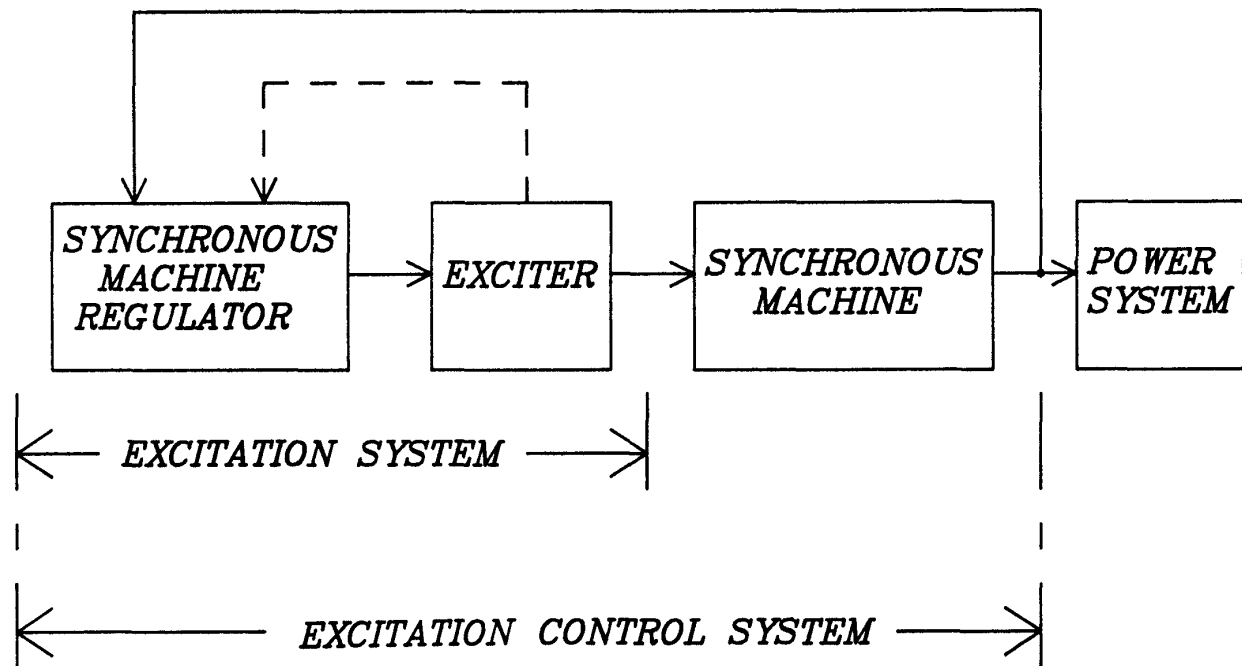 SYNCHRONOUS
MACHINE
REGULATOR
EXCITER
SYNCHRONOUS
MACHINE
POWER
SYSTEM
EXCITATION SYSTEM
EXCITATION CONTROL SYSTEM